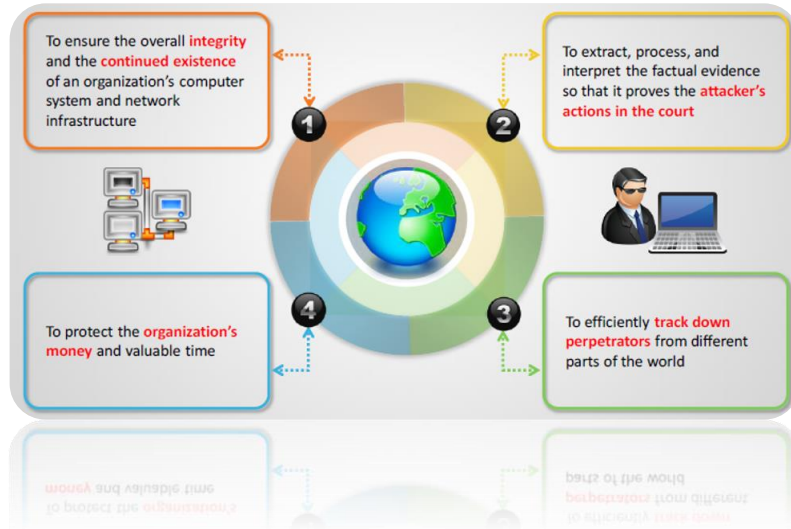 To ensure the overall integrity
and the continued existence
of an organization's computer
system and network
infrastructure
1
To extract, process, and
interpret the factual evidence
so that it proves the attacker's
actions in the court
2
To protect the organization's
money and valuable time
4
To efficiently track down
perpetrators from different
parts of the world
3